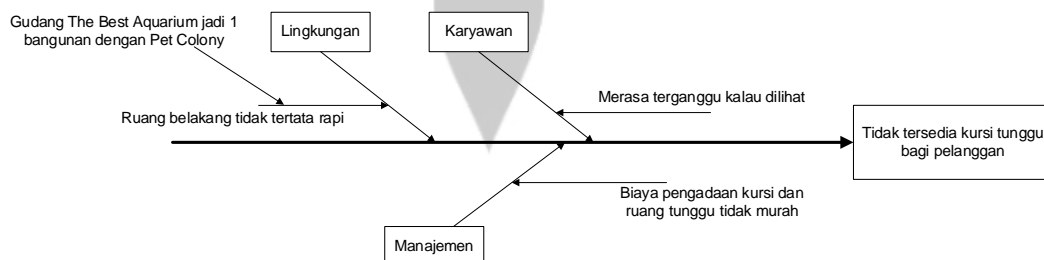 Gudang The Best Aquarium jadi 1
bangunan dengan Pet Colony
Lingkungan
Karyawan
Merasa terganggu kalau dilihat
Ruang belakang tidak tertata rapi
Tidak tersedia kursi tunggu
bagi pelanggan
Biaya pengadaan kursi dan
ruang tunggu tidak murah
Manajemen